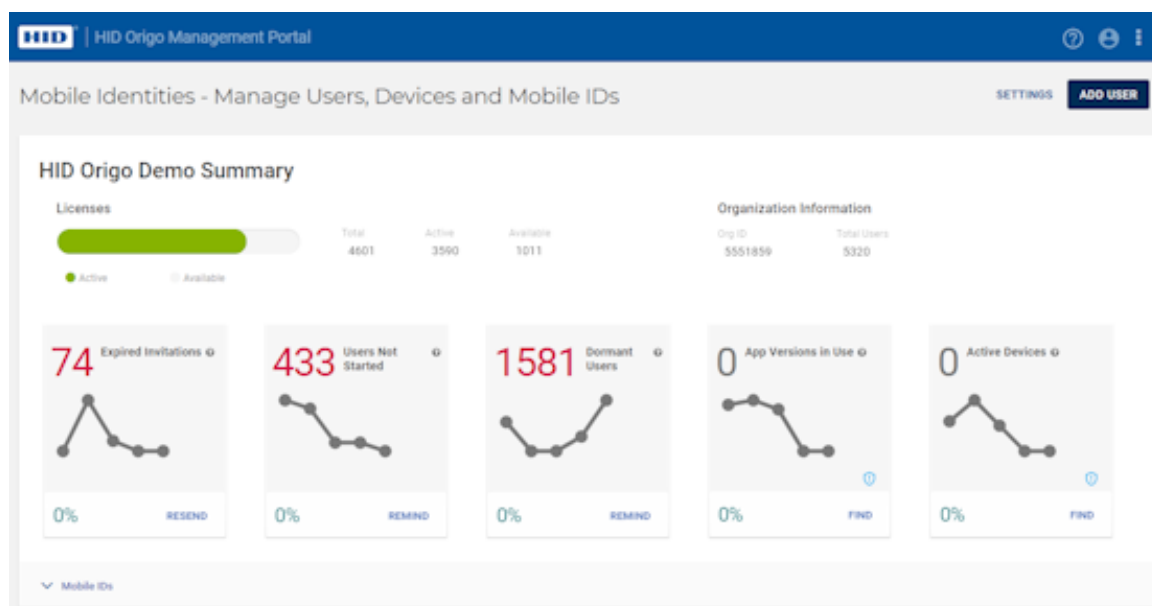 HID | HID Origo Management Portal
Mobile Identities - Manage Users, Devices and Mobile IDs
SETTINGS ADD USER
HID Origo Demo Summary
Licenses
Total Active Available
4601 3590 1011
Active Available
Organization Information
Org ID Total Users
5551859 5320
74 Expired Invitations
0% RESEND
433 Users Not
Started
0% REMIND
1581 Dormant
Users
0% REMIND
0 App Versions in Use
0% FIND
0 Active Devices
0% FIND
Mobile IDs